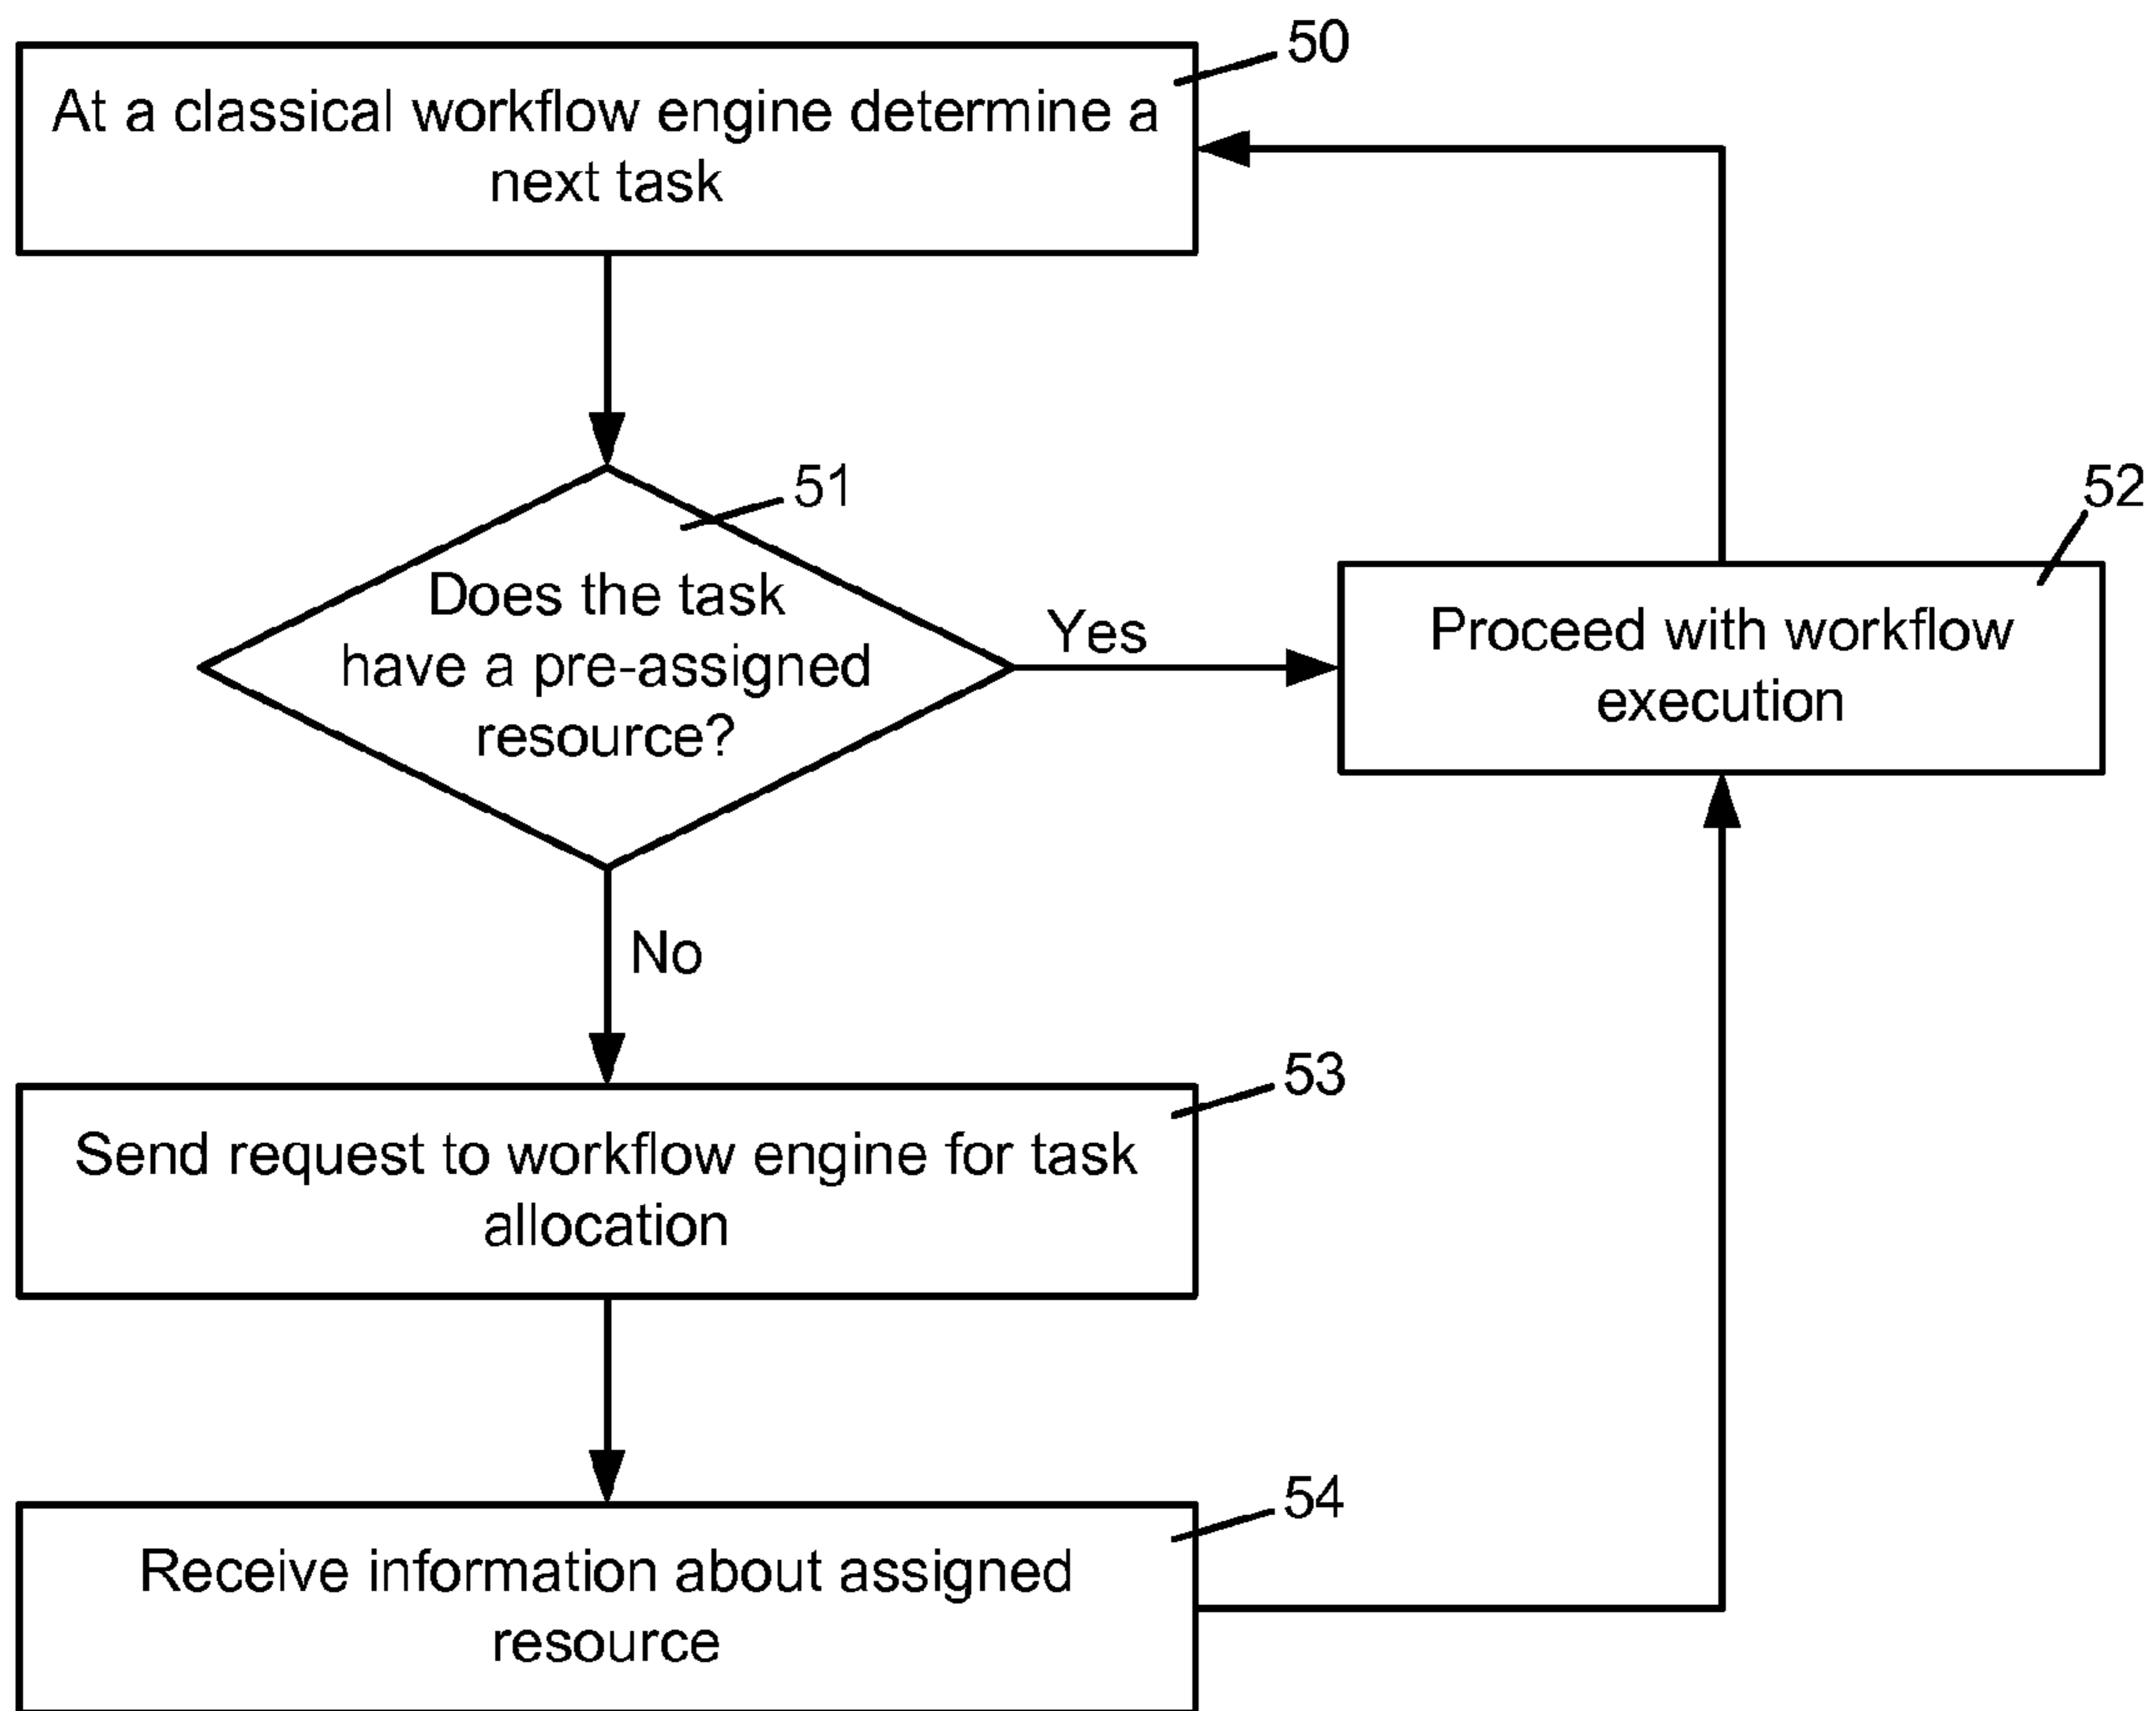 50
At a classical workflow engine determine a
next task
51
Does the task
have a pre-assigned
resource?
Yes
52
Proceed with workflow
execution
No
53
Send request to workflow engine for task
allocation
54
Receive information about assigned
resource